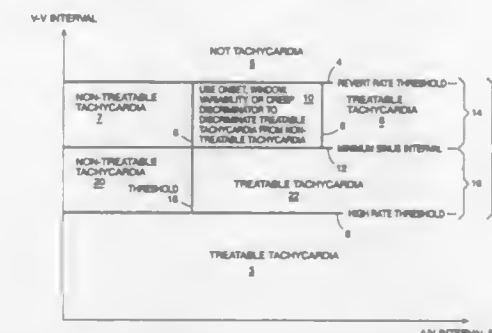 V-V INTERVAL
NOT TACHYCARDIA
5
4
NON-TREATABLE
TACHYCARDIA
7
USE ONSET, WINDOW,
VARIABILITY OR CREEP
DISCRIMINATOR TO
DISCRIMINATE TREATABLE
TACHYCARDIA FROM NON-
TREATABLE TACHYCARDIA
10
REVERT RATE THRESHOLD
TREATABLE
TACHYCARDIA
6
8
14
MINIMUM SINUS INTERVAL
12
NON-TREATABLE
TACHYCARDIA
20
THRESHOLD
18
TREATABLE TACHYCARDIA
22
16
HIGH RATE THRESHOLD
TREATABLE TACHYCARDIA
3